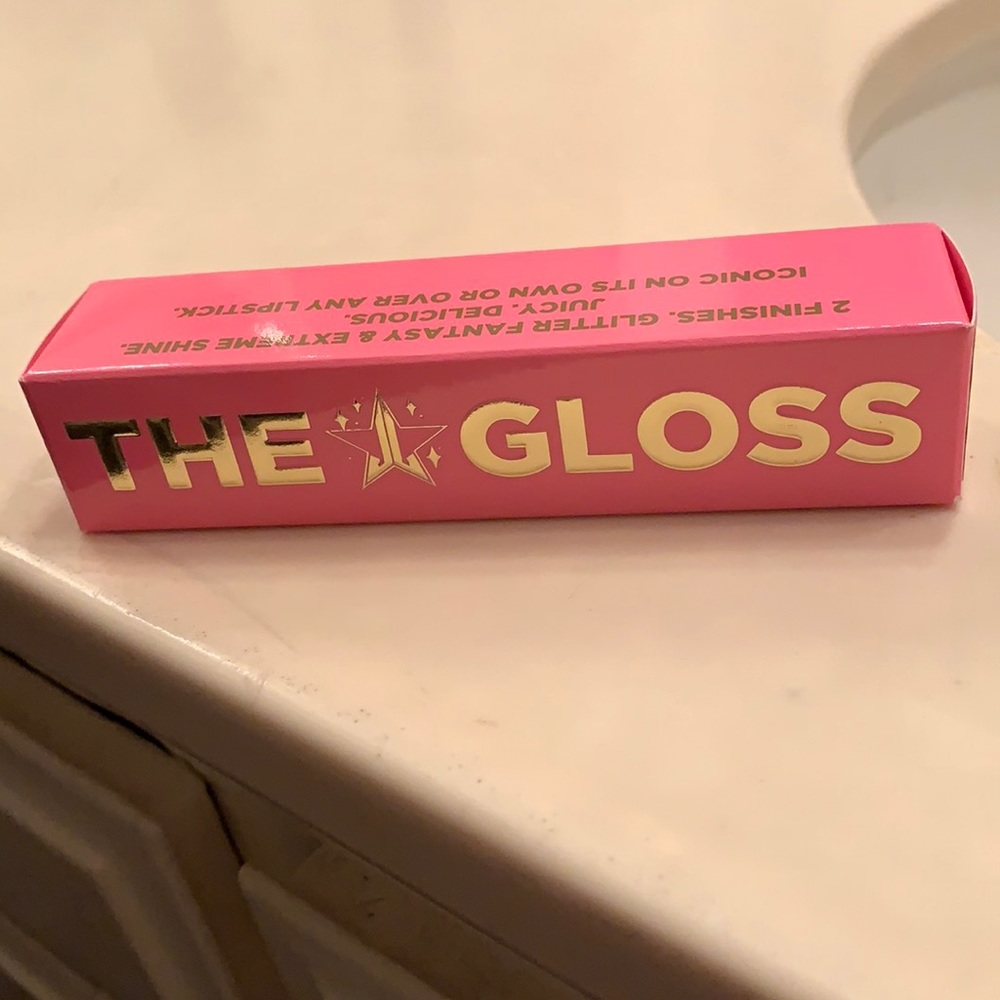 THE GLOSS
2 FINISHES. GLITTER FANTASY & EXTREME SHINE.
JUICY. DELICIOUS.
ICONIC ON ITS OWN OR OVER ANY LIPSTICK.